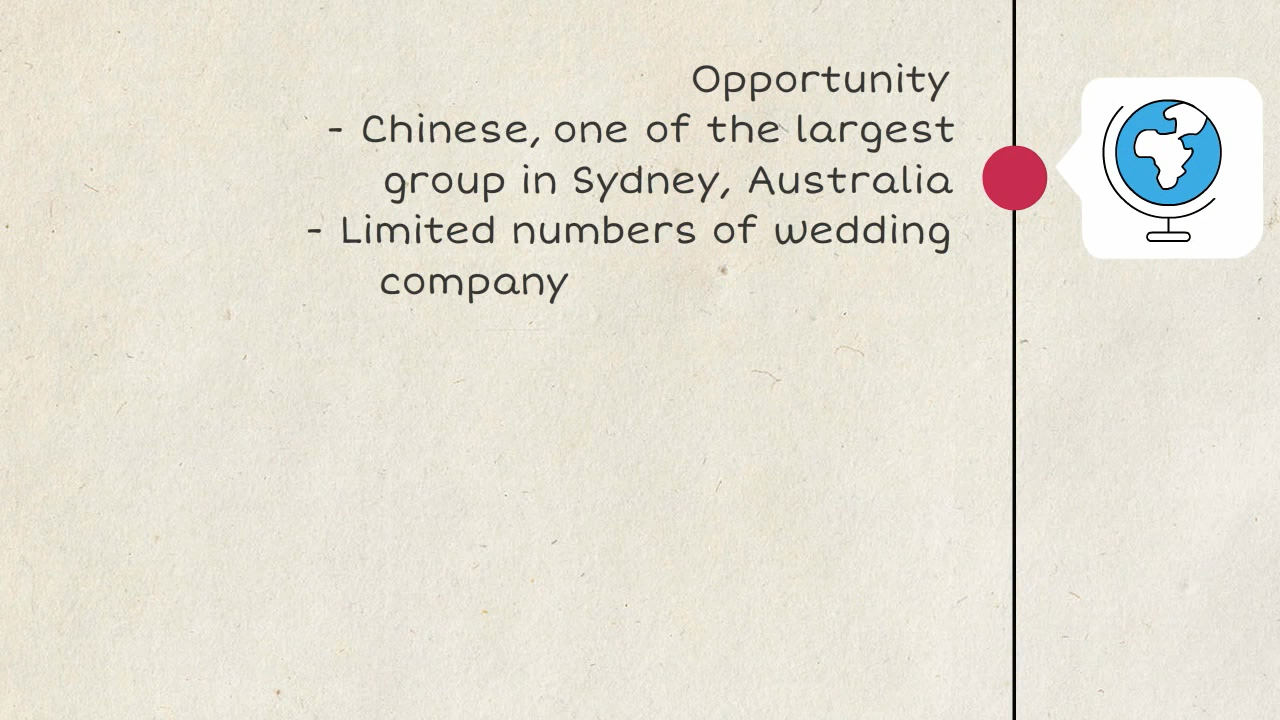 Opportunity
- Chinese, one of the largest
group in Sydney, Australia
- Limited numbers of wedding
company